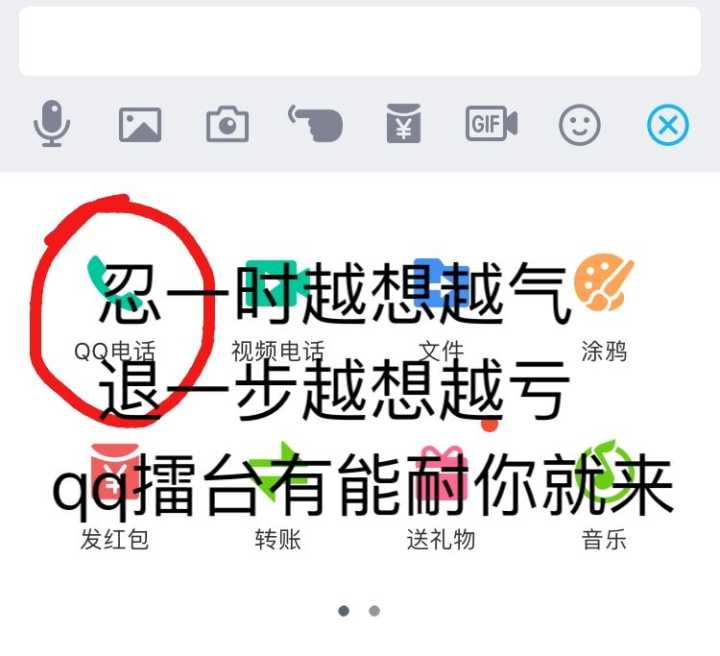 GIF
忍一时越想越气
QQ电话 视频电话 文件 涂鸦
退一步越想越亏
qq擂台有能耐你就来
发红包 转账 送礼物 音乐